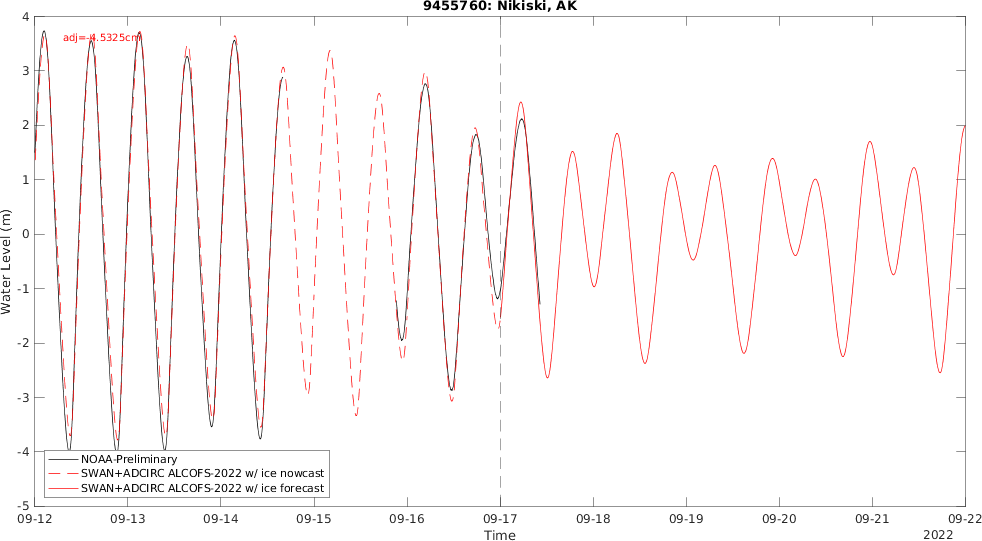 9455760: Nikiski, AK
adj=-4.5325cm
Water Level (m)
4
3
2
1
0
-1
-2
-3
-4
-5
NOAA-Preliminary
SWAN+ADCIRC ALCOFS-2022 w/ ice nowcast
SWAN+ADCIRC ALCOFS-2022 w/ ice forecast
09-12 09-13 09-14 09-15 09-16 09-17 09-18 09-19 09-20 09-21 09-22
Time
2022